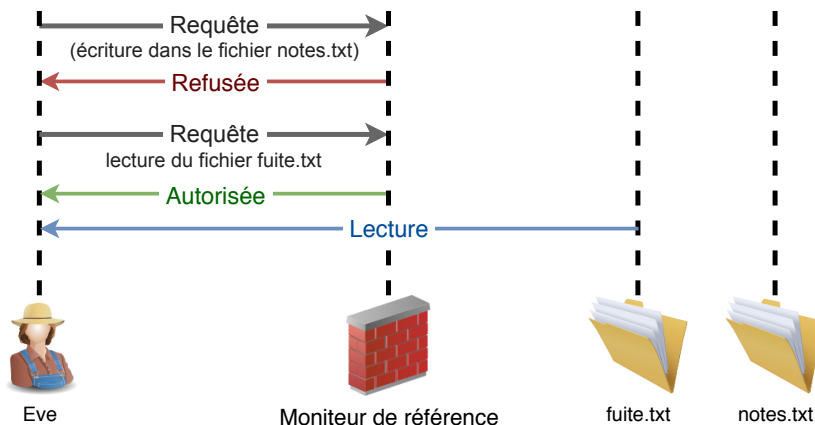 Requête
(écriture dans le fichier notes.txt)
Refusée
Requête
lecture du fichier fuite.txt
Autorisée
Lecture
Eve
Moniteur de référence
fuite.txt
notes.txt